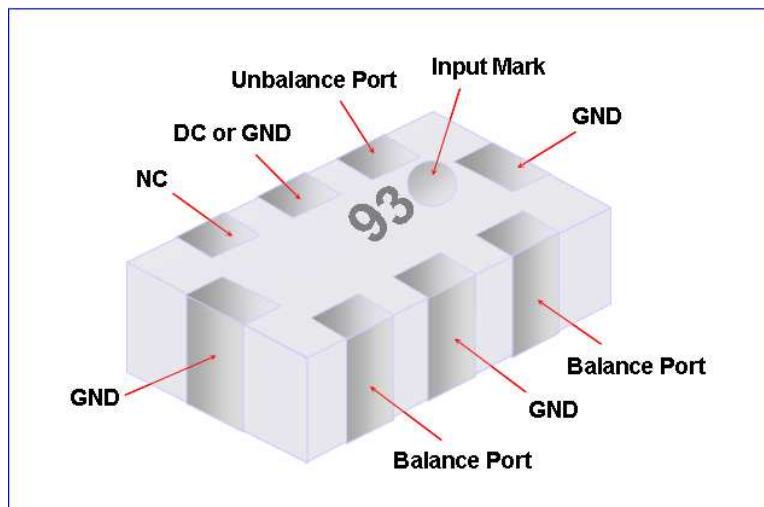 Input Mark
Unbalance Port
GND
DC or GND
NC
93
Balance Port
GND
GND
Balance Port